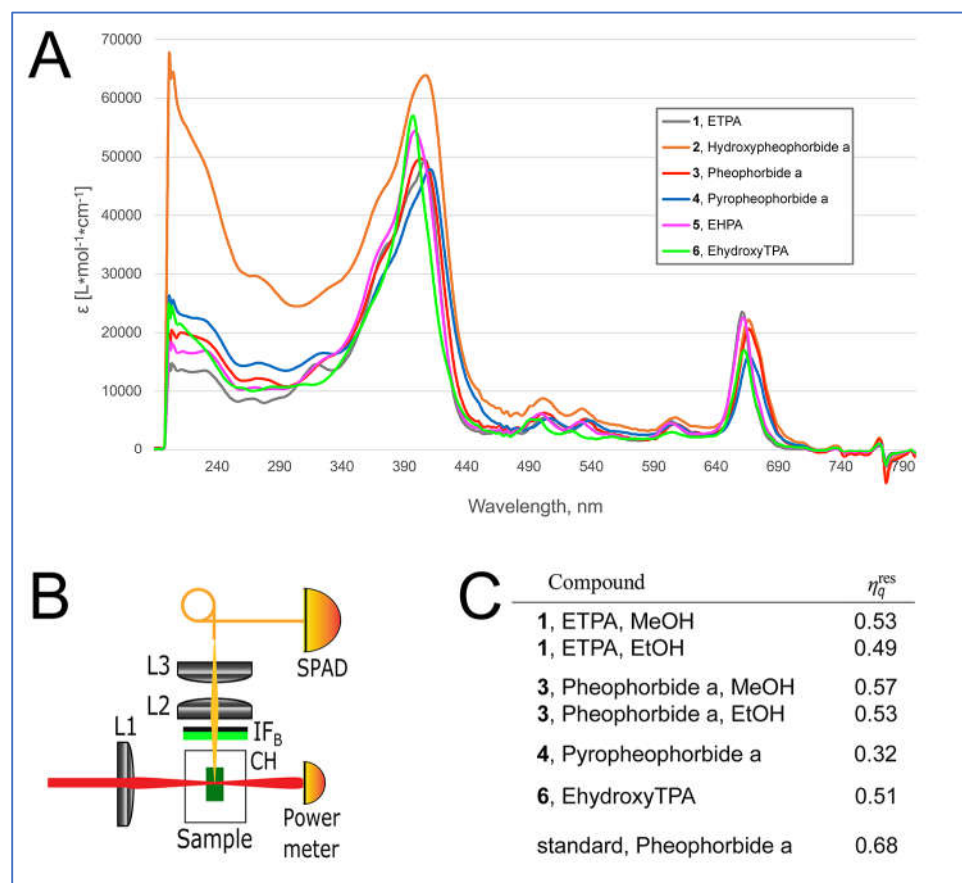 A
70000
60000
50000
40000
30000
20000
10000
0
ε [L*mol⁻¹*cm⁻¹]
1, ETPA
2, Hydroxypheophorbide a
3, Pheophorbide a
4, Pyropheophorbide a
5, EHPA
6, EhydroxyTPA
240 290 340 390 440 490 540 590 640 690 740 790
Wavelength, nm
B
SPAD
L3
L2
L1
IF_B
CH
Sample
Power
meter
C
Compound η_q^res
1, ETPA, MeOH 0.53
1, ETPA, EtOH 0.49
3, Pheophorbide a, MeOH 0.57
3, Pheophorbide a, EtOH 0.53
4, Pyropheophorbide a 0.32
6, EhydroxyTPA 0.51
standard, Pheophorbide a 0.68